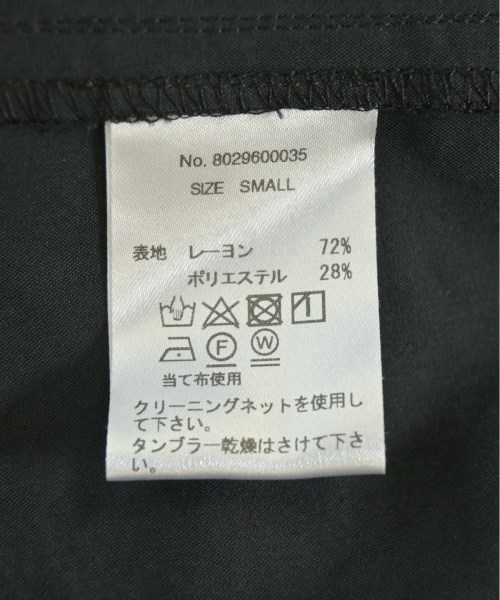 No. 8029600035
SIZE SMALL
表地 レーヨン 72%
ポリエステル 28%
F W
当て布使用
クリーニングネットを使用し
て下さい。
タンブラー乾燥はさけて下さ
い。